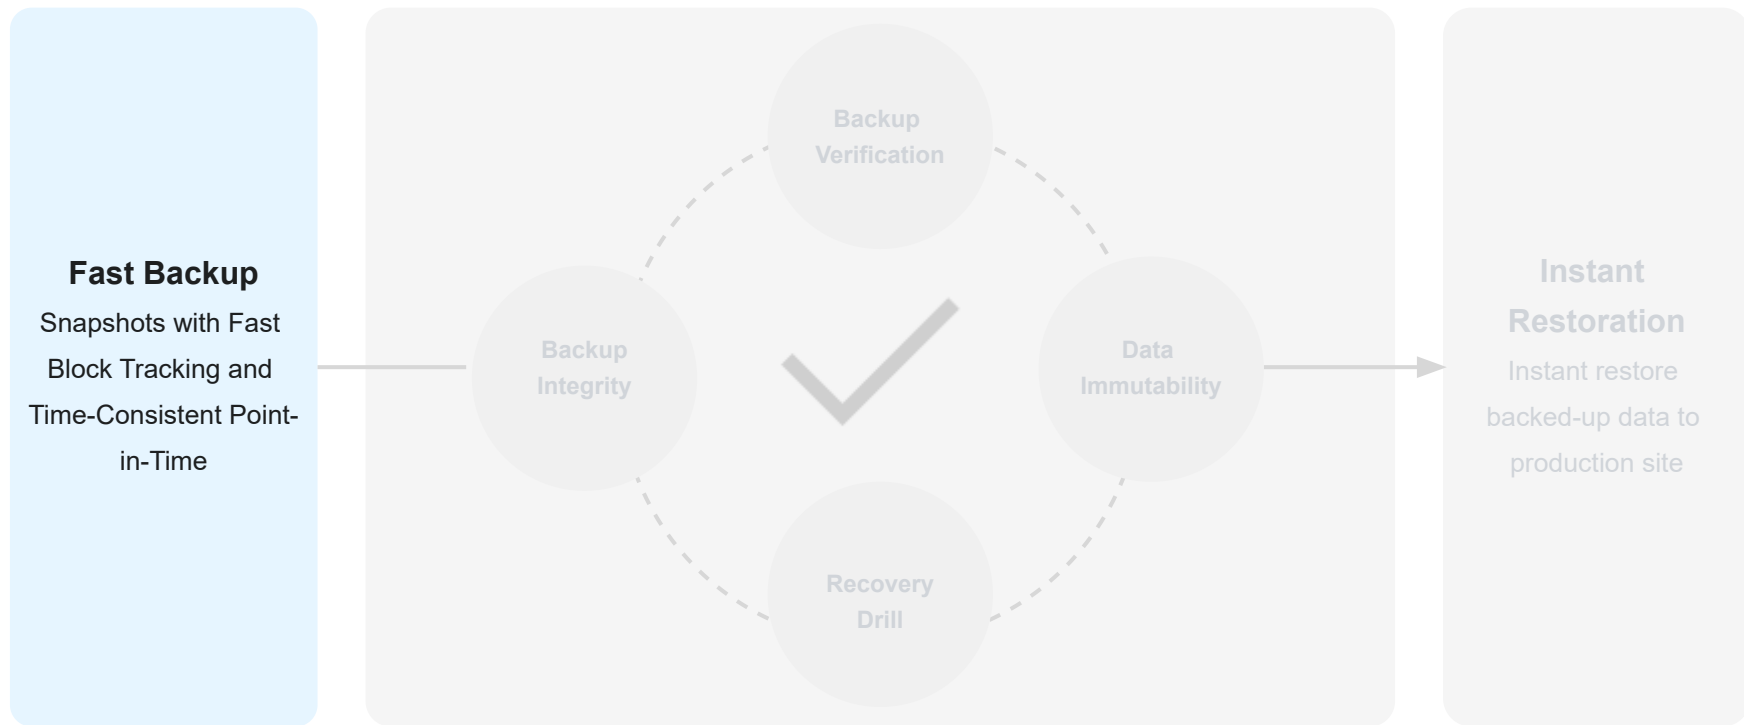 Fast Backup
Snapshots with Fast
Block Tracking and
Time-Consistent Point-
in-Time
Backup
Verification
Backup
Integrity
Data
Immutability
Recovery
Drill
Instant
Restoration
Instant restore
backed-up data to
production site